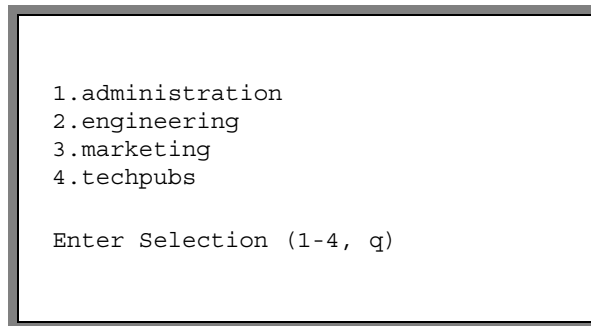 1.administration
2.engineering
3.marketing
4.techpubs
Enter Selection (1-4, q)